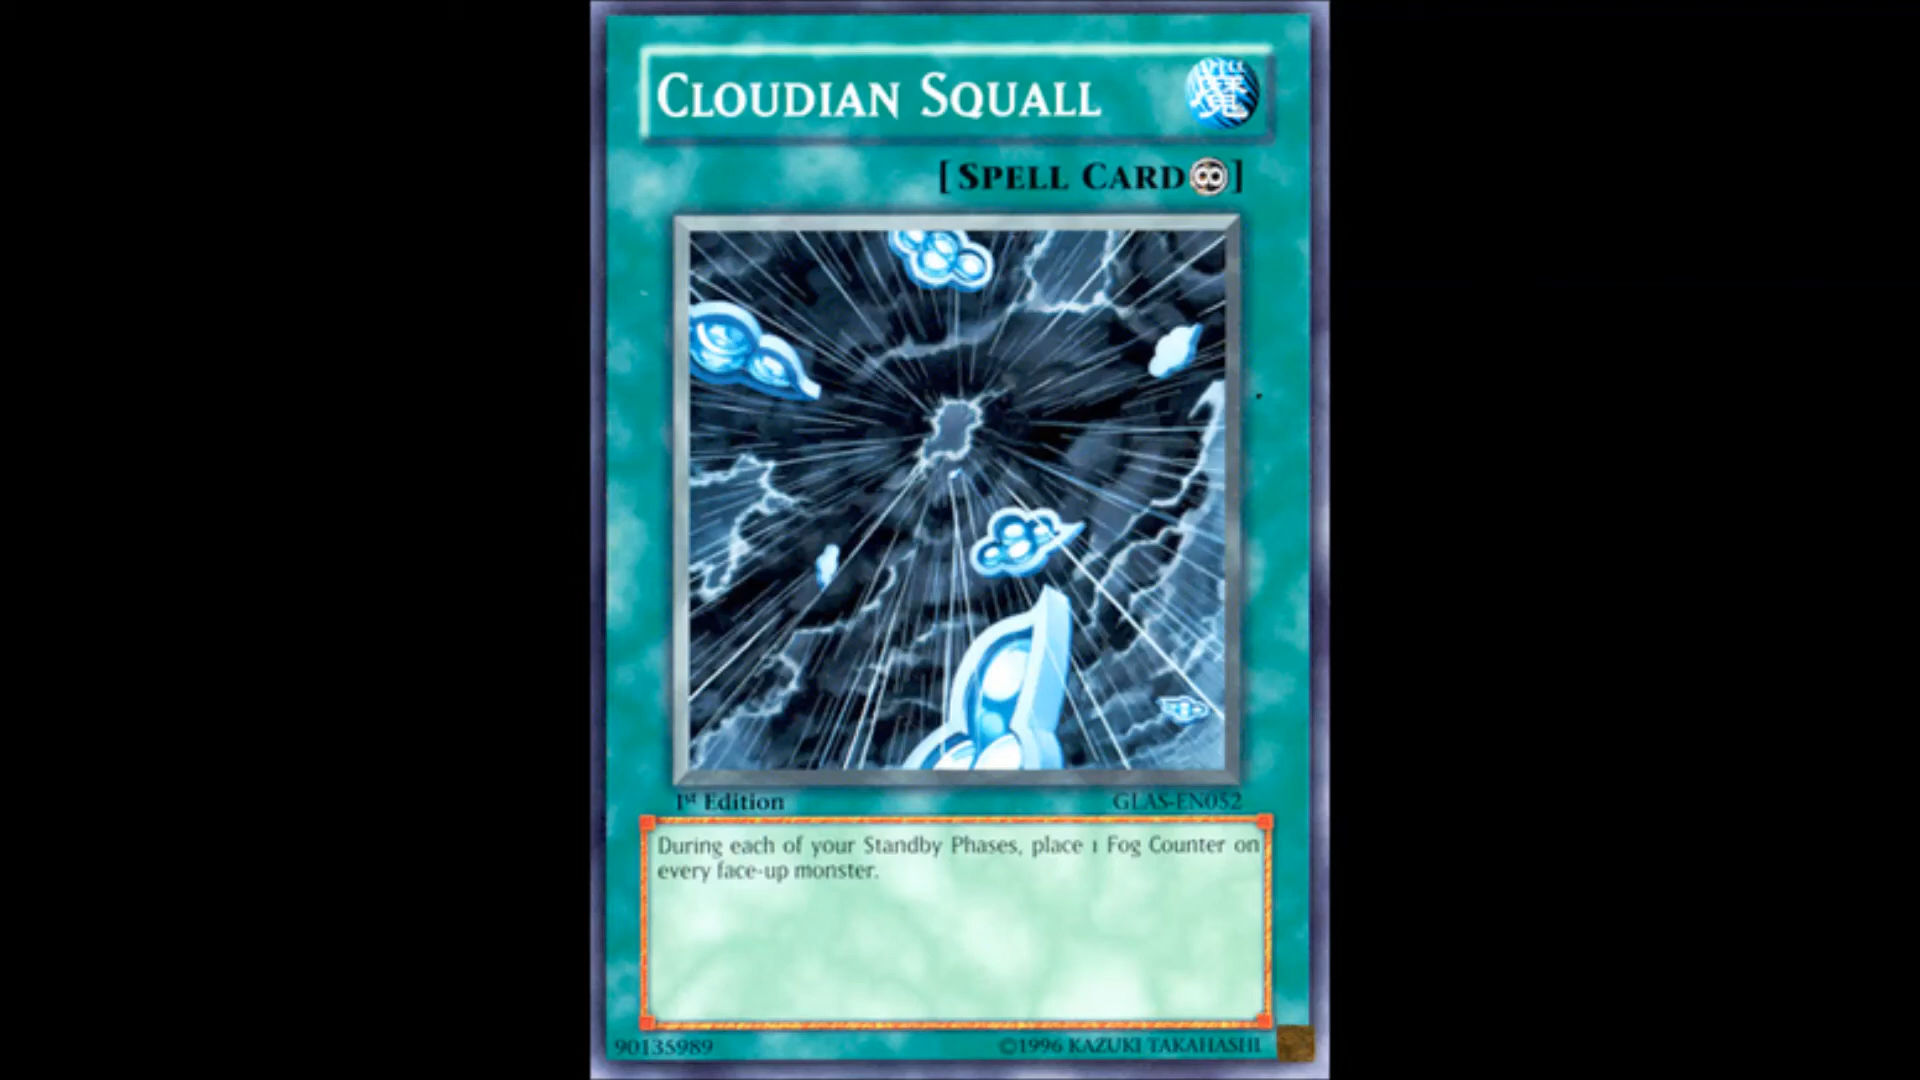 Cloudian Squall
魔
[Spell Card]
1st Edition
GLAS-EN052
During each of your Standby Phases, place 1 Fog Counter on
every face-up monster.
90135989
©1996 KAZUKI TAKAHASHI